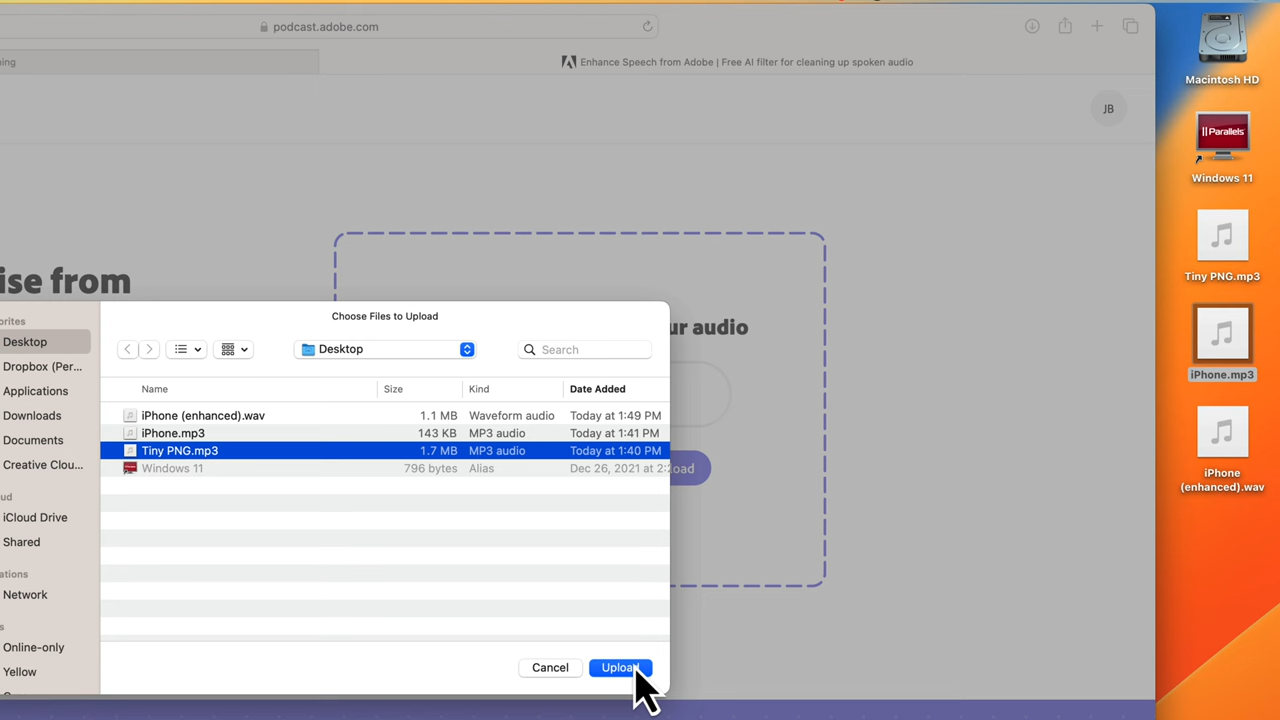 podcast.adobe.com
ning
Enhance Speech from Adobe | Free AI filter for cleaning up spoken audio
JB
ise from
ur audio
oad
Choose Files to Upload
Desktop
Search
orites
Desktop
Dropbox (Per...
Applications
Downloads
Documents
Creative Clou...
ud
iCloud Drive
Shared
ations
Network
s
Online-only
Yellow
Name Size Kind Date Added
iPhone (enhanced).wav 1.1 MB Waveform audio Today at 1:49 PM
iPhone.mp3 143 KB MP3 audio Today at 1:41 PM
Tiny PNG.mp3 1.7 MB MP3 audio Today at 1:40 PM
Windows 11 796 bytes Alias Dec 26, 2021 at 2:2
Cancel
Upload
Macintosh HD
|| Parallels
Windows 11
Tiny PNG.mp3
iPhone.mp3
iPhone
(enhanced).wav